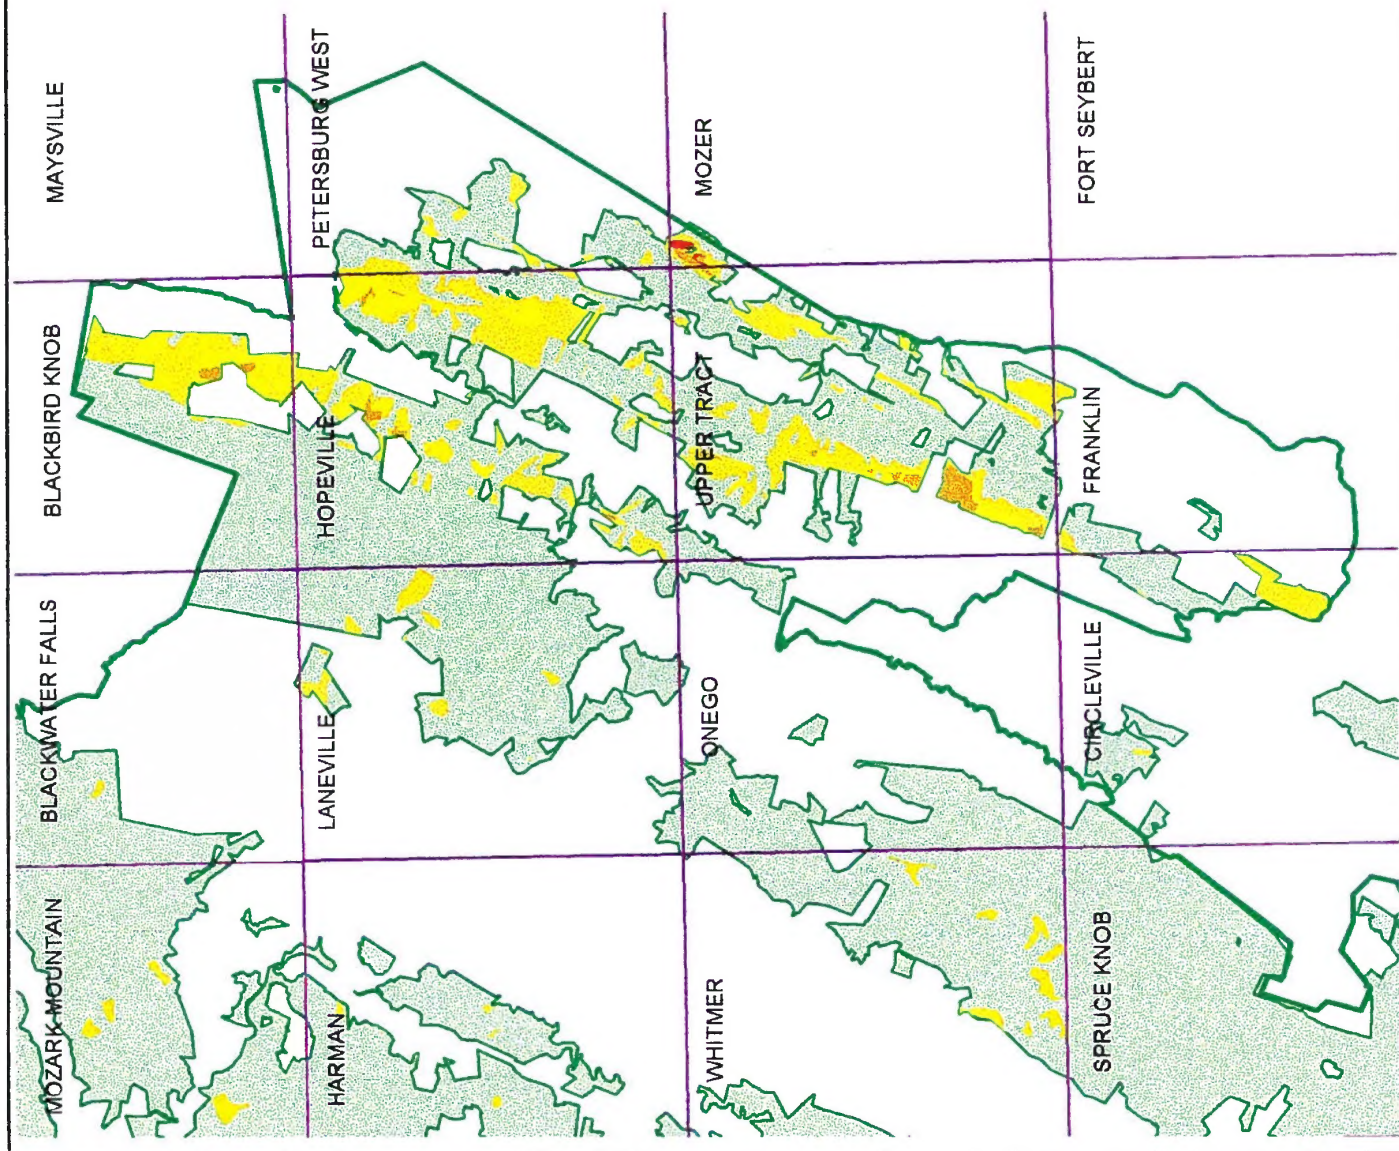 MOZARK MOUNTAIN
BLACKWATER FALLS
BLACKBIRD KNOB
MAYSVILLE
HARMAN
LANEVILLE
HOPEVILLE
PETERSBURG WEST
WHITMER
ONEGO
UPPER TRACT
MOZER
SPRUCE KNOB
CIRCLEVILLE
FRANKLIN
FORT SEYBERT